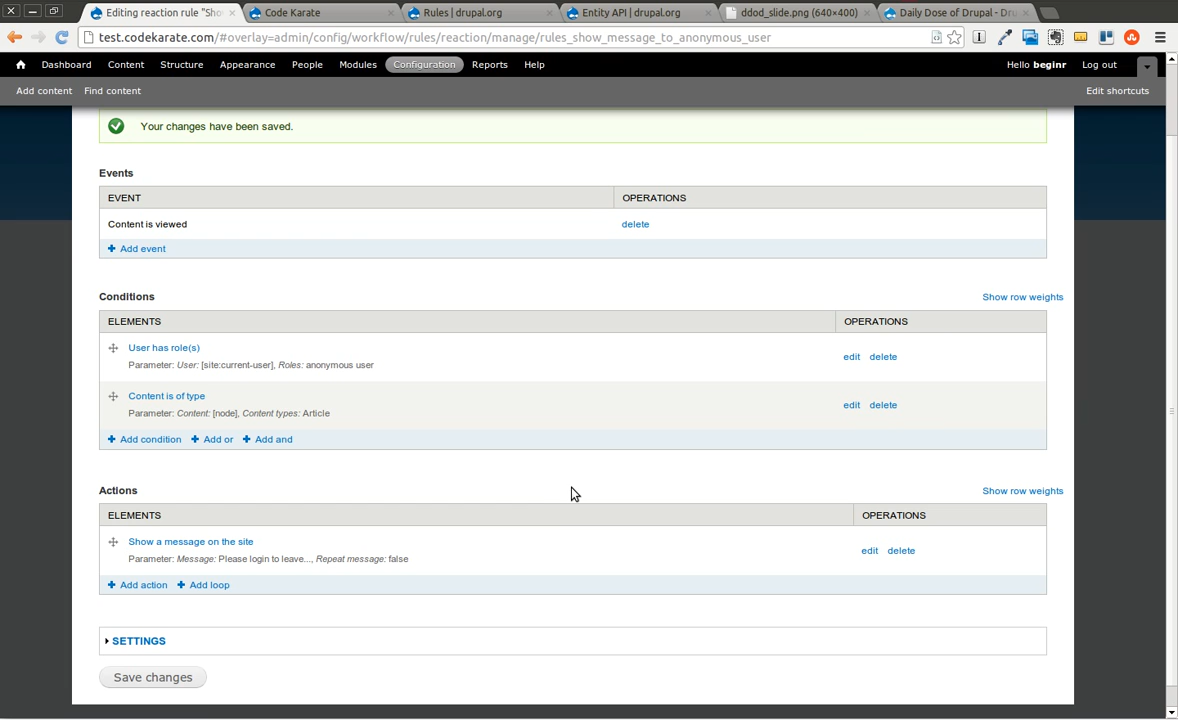 Editing reaction rule "Sho
Code Karate
Rules | drupal.org
Entity API | drupal.org
ddod_slide.png (640×400)
Daily Dose of Drupal - Dru
test.codekarate.com/#overlay=admin/config/workflow/rules/reaction/manage/rules_show_message_to_anonymous_user
Dashboard Content Structure Appearance People Modules Configuration Reports Help Hello beginr Log out
Add content Find content Edit shortcuts
Your changes have been saved.
Events
EVENT OPERATIONS
Content is viewed delete
Add event
Conditions Show row weights
ELEMENTS OPERATIONS
User has role(s)
Parameter: User: [site:current-user], Roles: anonymous user
edit delete
Content is of type
Parameter: Content: [node], Content types: Article
edit delete
Add condition Add or Add and
Actions Show row weights
ELEMENTS OPERATIONS
Show a message on the site
Parameter: Message: Please login to leave..., Repeat message: false
edit delete
Add action Add loop
SETTINGS
Save changes